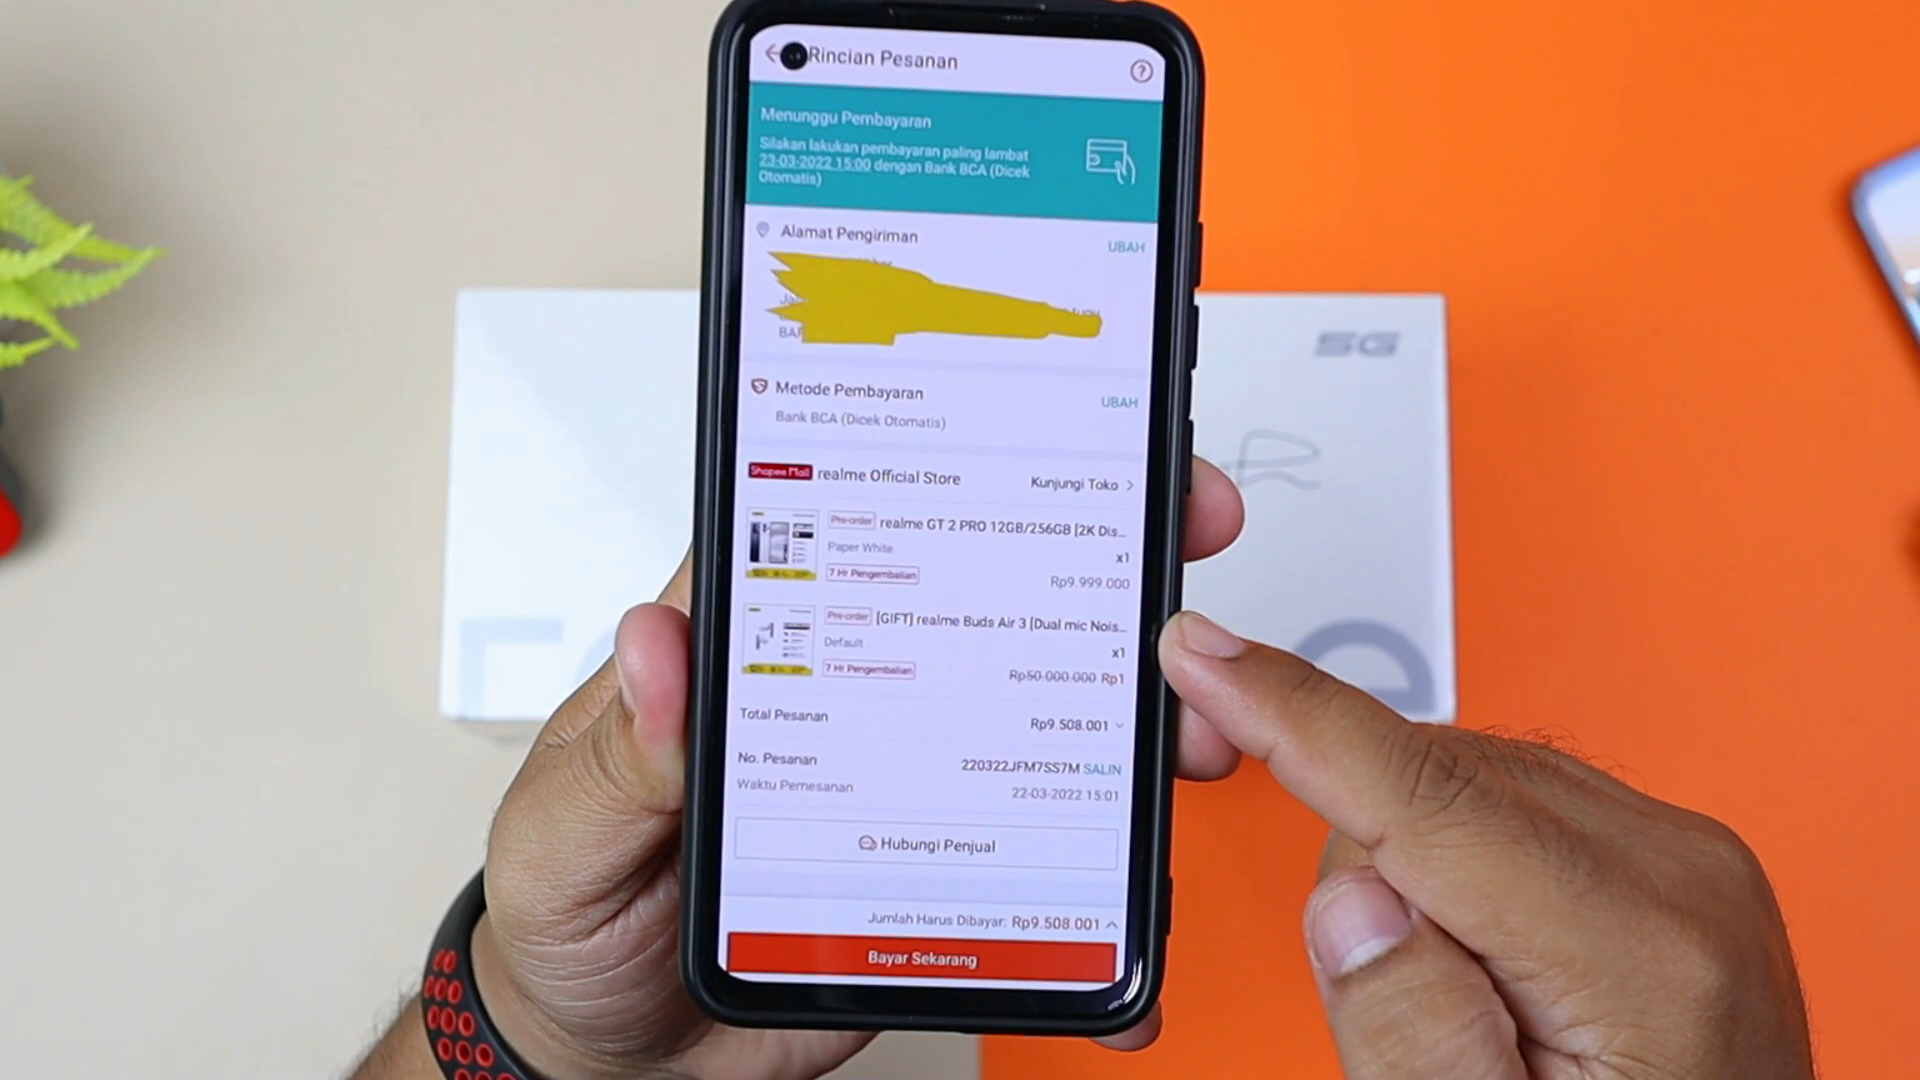 Rincian Pesanan
Menunggu Pembayaran
Silakan lakukan pembayaran paling lambat
23-03-2022 15:00 dengan Bank BCA (Dicek
Otomatis)
Alamat Pengiriman
UBAH
Metode Pembayaran
UBAH
Bank BCA (Dicek Otomatis)
Shopee Mall realme Official Store
Kunjungi Toko
Pre-order realme GT 2 PRO 12GB/256GB [2K Dis...
Paper White
x1
7 Hr Pengembalian
Rp9.999.000
Pre-order [GIFT] realme Buds Air 3 [Dual mic Nois...
Default
x1
7 Hr Pengembalian
Rp50.000.000 Rp1
Total Pesanan
Rp9.508.001
No. Pesanan
220322JFM7SS7M SALIN
Waktu Pemesanan
22-03-2022 15:01
Hubungi Penjual
Jumlah Harus Dibayar: Rp9.508.001
Bayar Sekarang
5G